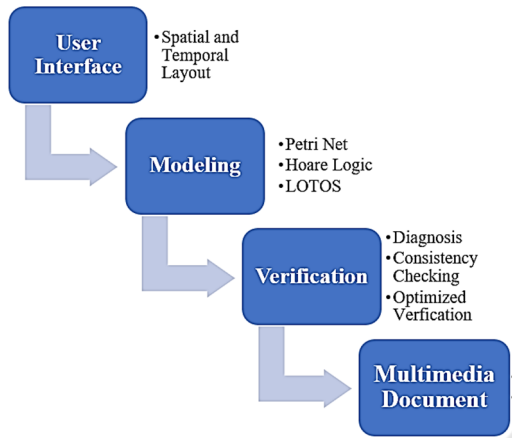 User
Interface
•Spatial and
Temporal
Layout
Modeling
•Petri Net
•Hoare Logic
•LOTOS
Verification
•Diagnosis
•Consistency
Checking
•Optimized
Verfication
Multimedia
Document